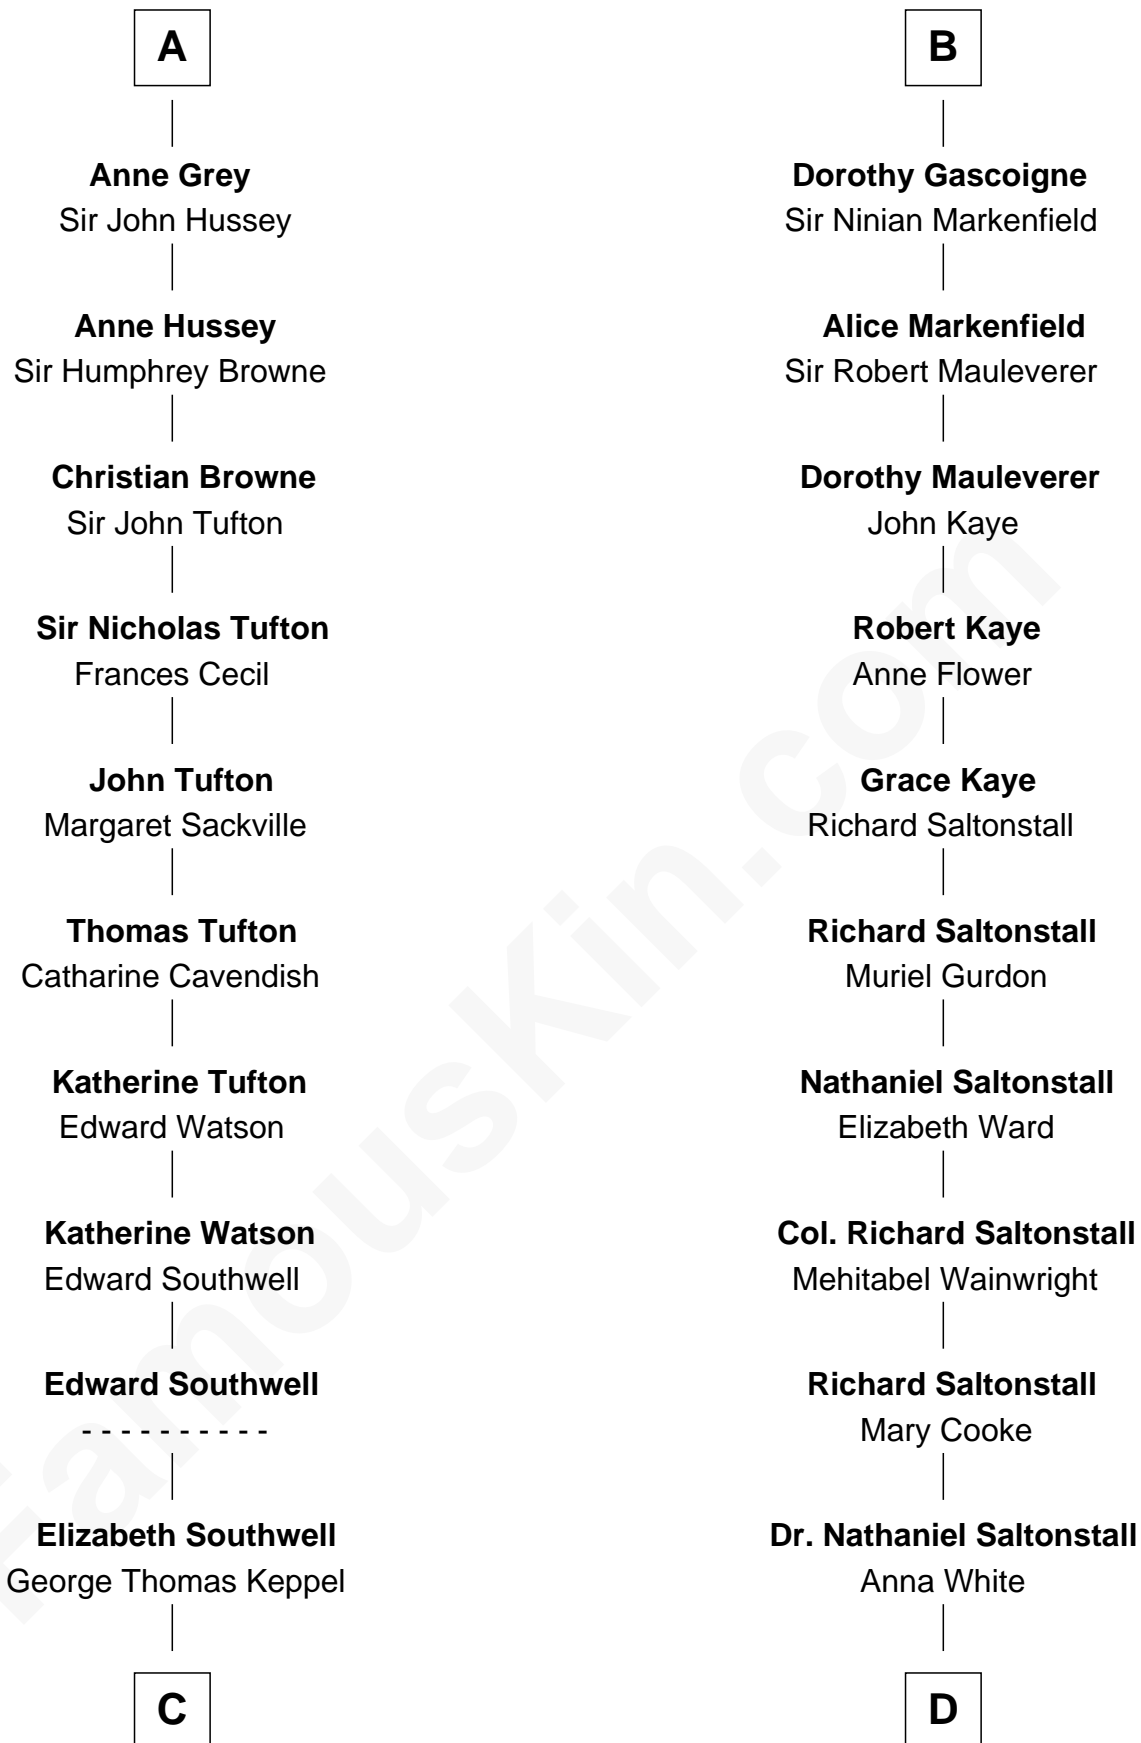 A
Anne Grey
Sir John Hussey
Anne Hussey
Sir Humphrey Browne
Christian Browne
Sir John Tufton
Sir Nicholas Tufton
Frances Cecil
John Tufton
Margaret Sackville
Thomas Tufton
Catharine Cavendish
Katherine Tufton
Edward Watson
Katherine Watson
Edward Southwell
Edward Southwell
- - - - - - - - - -
Elizabeth Southwell
George Thomas Keppel
C
B
Dorothy Gascoigne
Sir Ninian Markenfield
Alice Markenfield
Sir Robert Mauleverer
Dorothy Mauleverer
John Kaye
Robert Kaye
Anne Flower
Grace Kaye
Richard Saltonstall
Richard Saltonstall
Muriel Gurdon
Nathaniel Saltonstall
Elizabeth Ward
Col. Richard Saltonstall
Mehitabel Wainwright
Richard Saltonstall
Mary Cooke
Dr. Nathaniel Saltonstall
Anna White
D
FamousKin.com